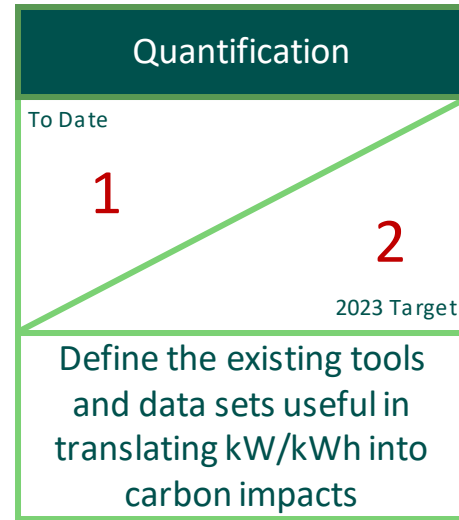 Quantification
To Date
1
2
2023 Target
Define the existing tools
and data sets useful in
translating kW/kWh into
carbon impacts